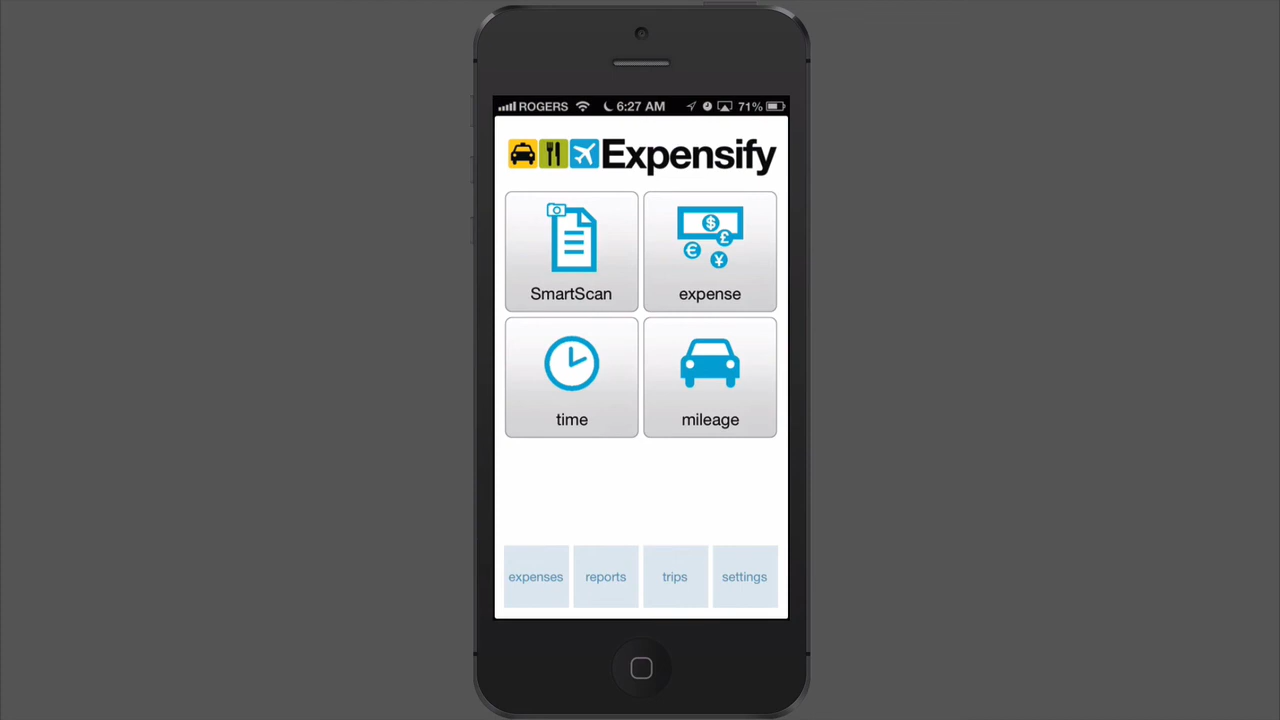 ROGERS 6:27 AM 71%
Expensify
SmartScan expense
time mileage
expenses reports trips settings